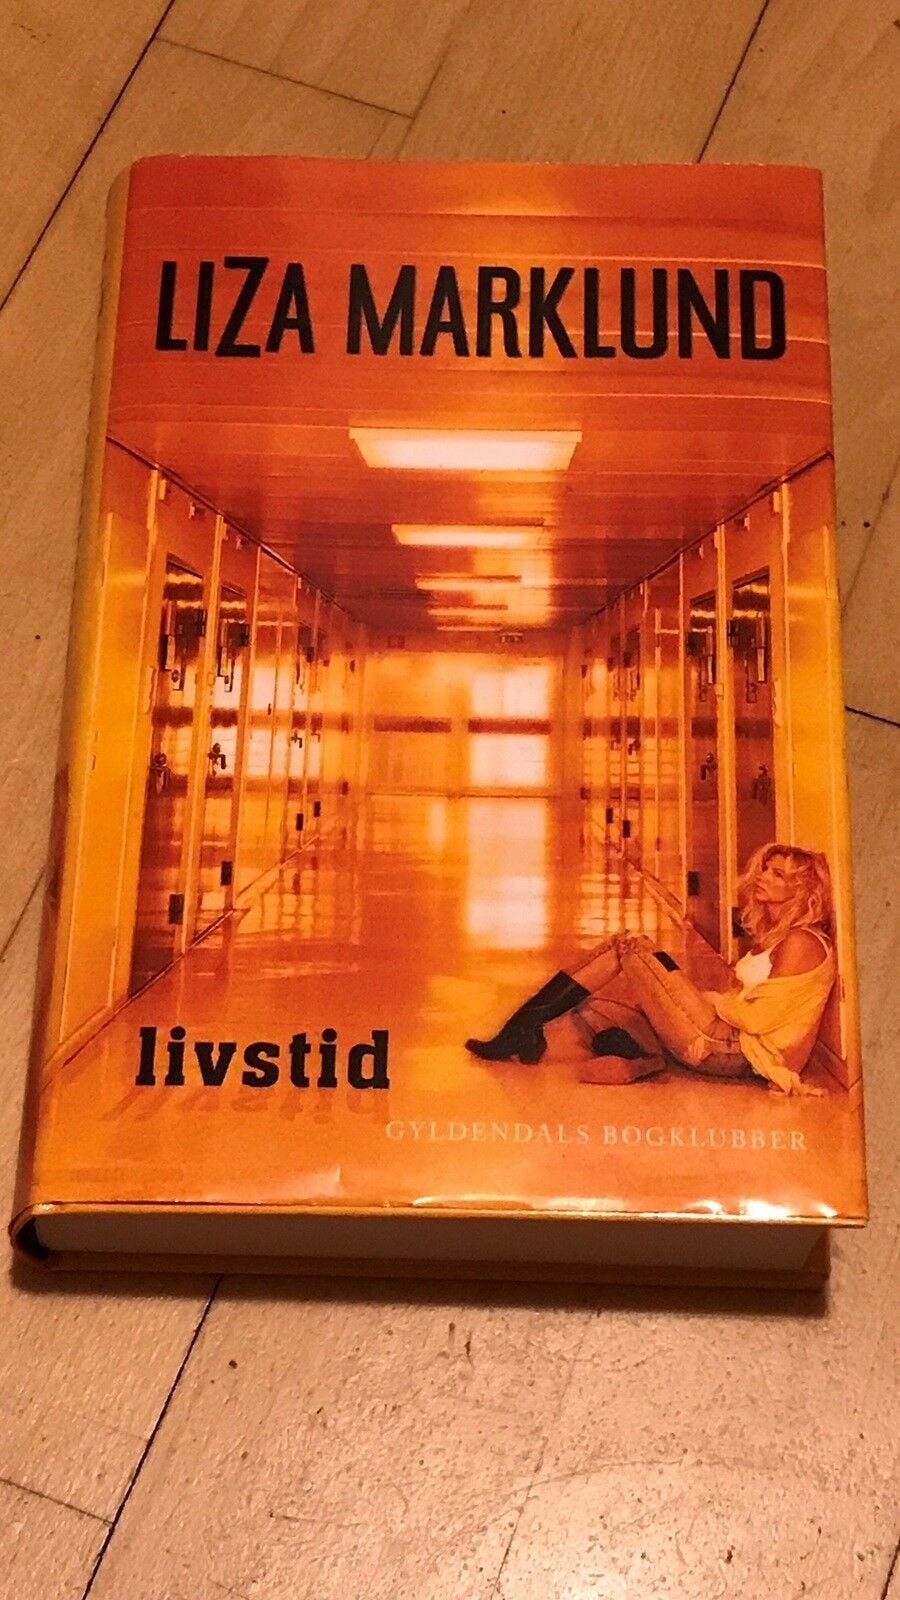 LIZA MARKLUND
livstid
GYLDENDALS BOGKLUBBER